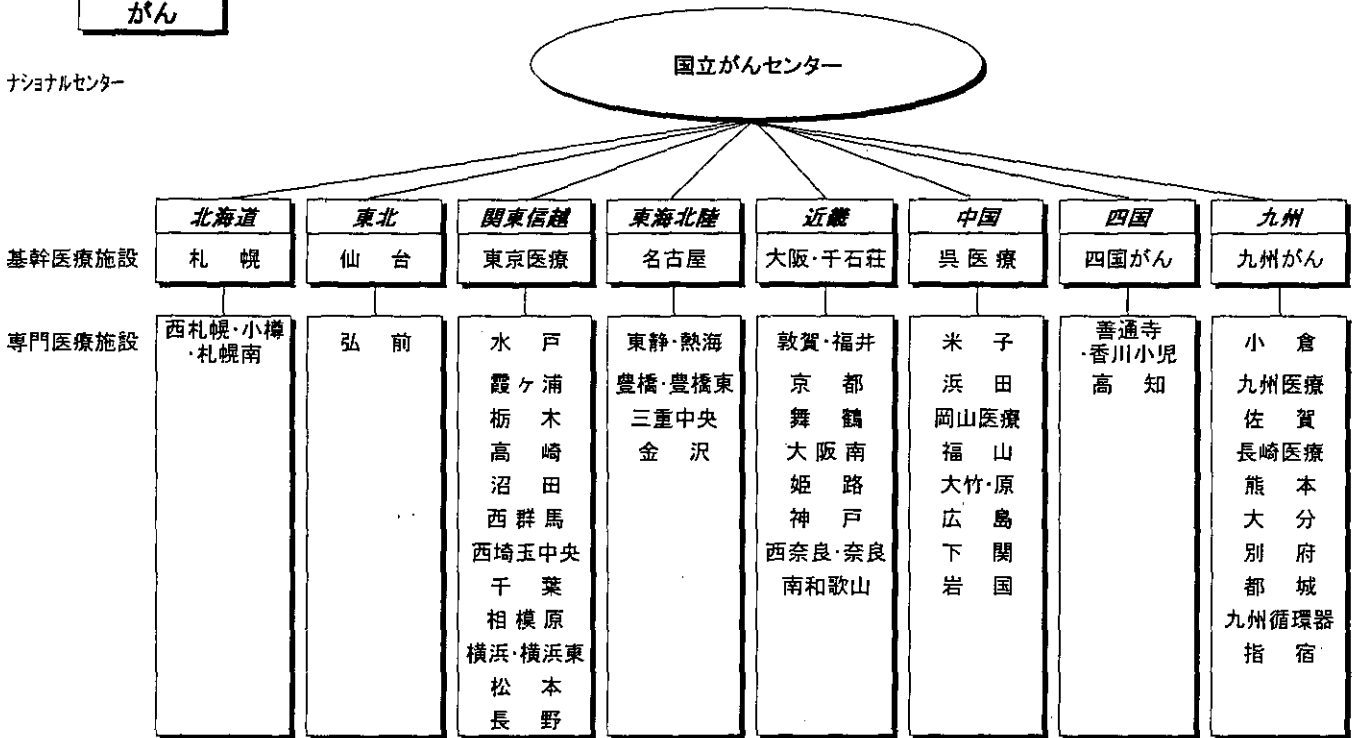 がん
ナショナルセンター
国立がんセンター
北海道
東北
関東信越
東海北陸
近畿
中国
四国
九州
基幹医療施設
札幌
仙台
東京医療
名古屋
大阪・千石荘
呉医療
四国がん
九州がん
専門医療施設
西札幌・小樽
・札幌南
弘前
水戸
霞ヶ浦
栃木
高崎
沼田
西群馬
西埼玉中央
千葉
相模原
横浜・横浜東
松本
長野
東静・熱海
豊橋・豊橋東
三重中央
金沢
敦賀・福井
京都
舞鶴
大阪南
姫路
神戸
西奈良・奈良
南和歌山
米子
浜田
岡山医療
福山
大竹・原
広島
下関
岩国
善通寺
・香川小児
高知
小倉
九州医療
佐賀
長崎医療
熊本
大分
別府
都城
九州循環器
指宿